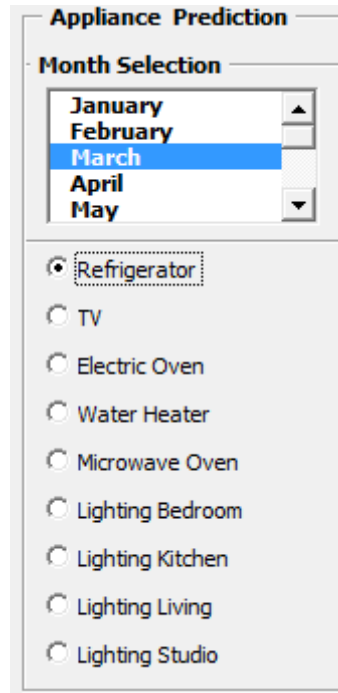 Appliance Prediction
Month Selection
January
February
March
April
May
Refrigerator
TV
Electric Oven
Water Heater
Microwave Oven
Lighting Bedroom
Lighting Kitchen
Lighting Living
Lighting Studio